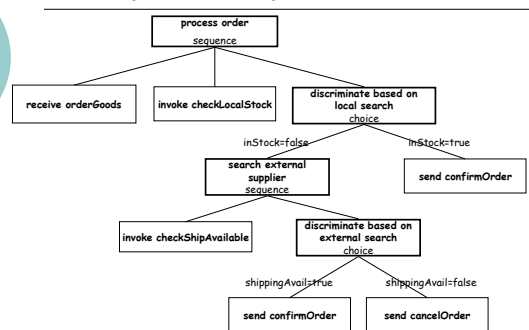 process order
sequence
receive orderGoods
invoke checkLocalStock
discriminate based on
local search
choice
inStock=false
inStock=true
search external
supplier
sequence
send confirmOrder
invoke checkShipAvailable
discriminate based on
external search
choice
shippingAvail=true
shippingAvail=false
send confirmOrder
send cancelOrder